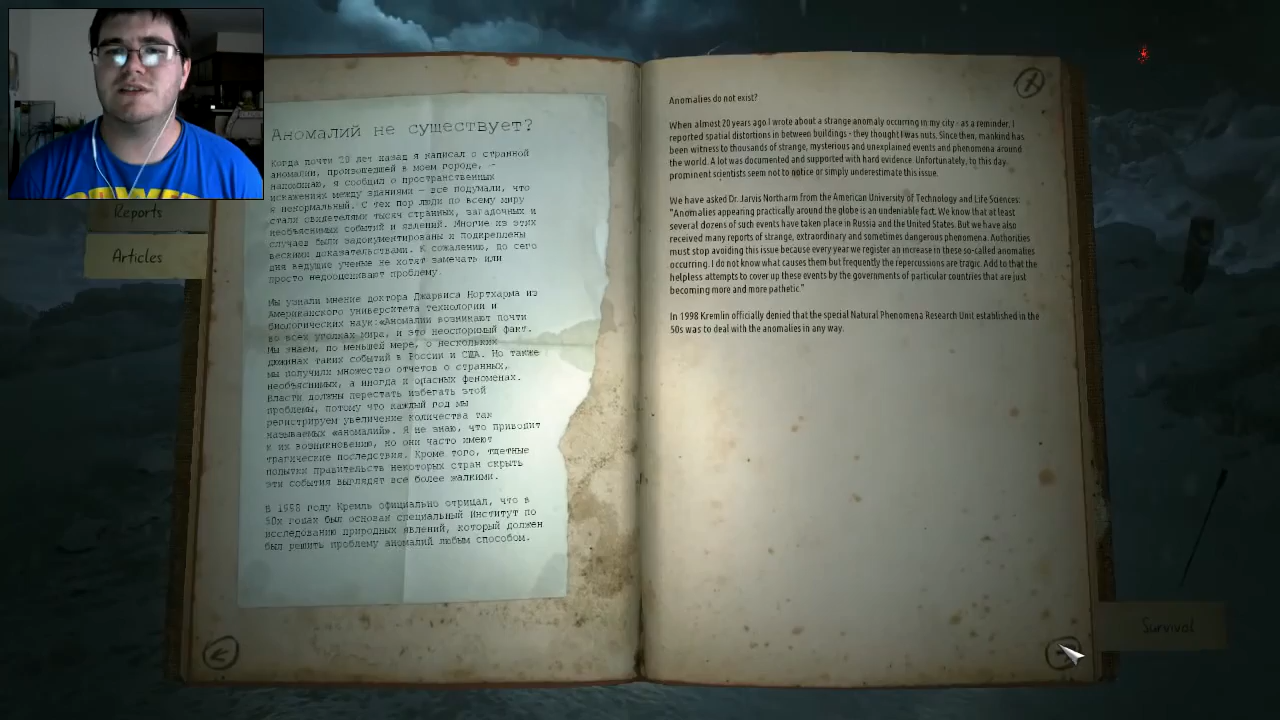 Reports
Articles
Аномалий не существует?
Когда почти 20 лет назад я написал о странной
аномалии, произошедшей в моем городе, -
напоминаю, я сообщил о пространственных
искажениях между зданиями - все подумали, что
я ненормальный. С тех пор люди по всему миру
стали свидетелями тысяч странных, загадочных и
необъяснимых событий и явлений. Многие из этих
случаев были задокументированы и подкреплены
вескими доказательствами. К сожалению, до сего
дня ведущие ученые не хотят замечать или
просто недооценивают проблему.
Мы узнали мнение доктора Джарвиса Нортхарма из
Американского университета технологии и
биологических наук:«Аномалии возникают почти
во всех уголках мира, и это неоспоримый факт.
Мы знаем, по меньшей мере, о нескольких
дюжинах таких событий в России и США. Но также
мы получили множество отчетов о странных,
необъяснимых, а иногда и опасных феноменах.
Власти должны перестать избегать этой
проблемы, потому что каждый год мы
регистрируем увеличение количества так
называемых «аномалий». Я не знаю, что приводит
к их возникновению, но они часто имеют
трагические последствия. Кроме того, тщетные
попытки правительств некоторых стран скрыть
эти события выглядят все более жалкими.
В 1998 году Кремль официально отрицал, что в
50х годах был основан специальный Институт по
исследованию природных явлений, который должен
был решить проблему аномалий любым способом.
Anomalies do not exist?
When almost 20 years ago I wrote about a strange anomaly occurring in my city - as a reminder, I
reported spatial distortions in between buildings - they thought I was nuts. Since then, mankind has
been witness to thousands of strange, mysterious and unexplained events and phenomena around
the world. A lot was documented and supported with hard evidence. Unfortunately, to this day,
prominent scientists seem not to notice or simply underestimate this issue.
We have asked Dr. Jarvis Northarm from the American University of Technology and Life Sciences:
"Anomalies appearing practically around the globe is an undeniable fact. We know that at least
several dozens of such events have taken place in Russia and the United States. But we have also
received many reports of strange, extraordinary and sometimes dangerous phenomena. Authorities
must stop avoiding this issue because every year we register an increase in these so-called anomalies
occurring. I do not know what causes them but frequently the repercussions are tragic. Add to that the
helpless attempts to cover up these events by the governments of particular countries that are just
becoming more and more pathetic."
In 1998 Kremlin officially denied that the special Natural Phenomena Research Unit established in the
50s was to deal with the anomalies in any way.
Survival